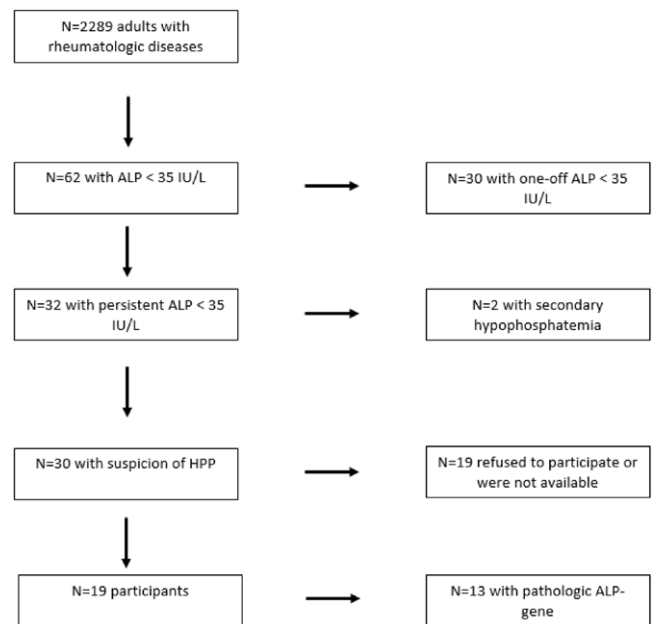 N=2289 adults with
rheumatologic diseases
N=62 with ALP < 35 IU/L
N=30 with one-off ALP < 35
IU/L
N=32 with persistent ALP < 35
IU/L
N=2 with secondary
hypophosphatemia
N=30 with suspicion of HPP
N=19 refused to participate or
were not available
N=19 participants
N=13 with pathologic ALP-
gene